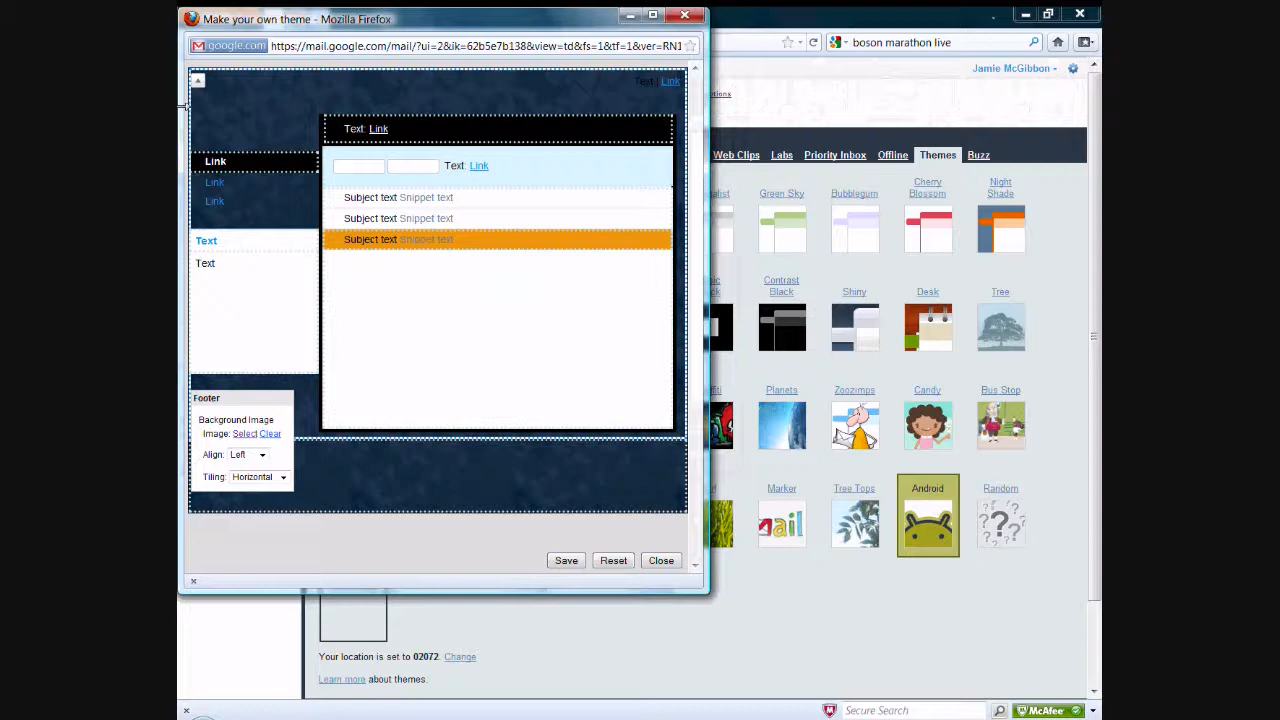 Make your own theme - Mozilla Firefox
google.com https://mail.google.com/mail/?ui=2&ik=62b5e7b138&view=td&fs=1&tf=1&ver=RN1
boson marathon live
Jamie McGibbon
Text | Link
Text: Link
Link
Text: Link
Link
Link
Subject text Snippet text
Subject text Snippet text
Subject text Snippet text
Text
Text
Footer
Background Image
Image: Select Clear
Align: Left
Tiling: Horizontal
Save Reset Close
Web Clips Labs Priority Inbox Offline Themes Buzz
Green Sky Bubblegum Cherry Blossom Night Shade
Contrast Black Shiny Desk Tree
Planets Zoozimps Candy Bus Stop
Marker Tree Tops Android Random
Mail
Your location is set to 02072. Change
Learn more about themes.
Secure Search McAfee